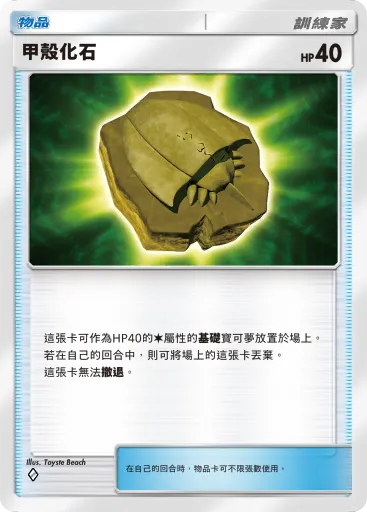 物品
訓練家
甲殼化石
HP40
這張卡可作為HP40的✶屬性的基礎寶可夢放置於場上。
若在自己的回合中，則可將場上的這張卡丟棄。
這張卡無法撤退。
Illus. Toyste Beach
在自己的回合時，物品卡可不限張數使用。